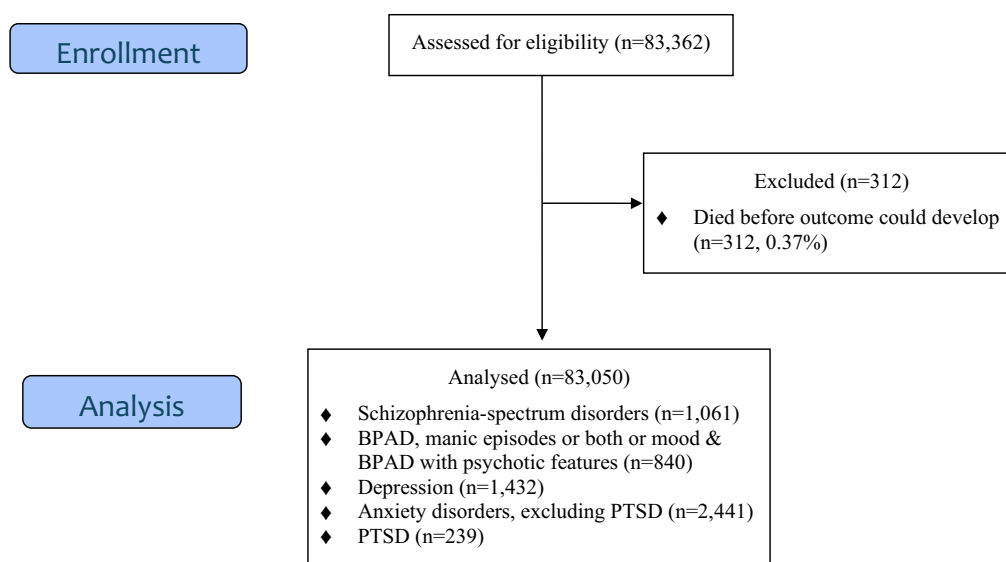 Enrollment
Assessed for eligibility (n=83,362)
Excluded (n=312)
♦ Died before outcome could develop
(n=312, 0.37%)
Analysis
Analysed (n=83,050)
♦ Schizophrenia-spectrum disorders (n=1,061)
♦ BPAD, manic episodes or both or mood &
BPAD with psychotic features (n=840)
♦ Depression (n=1,432)
♦ Anxiety disorders, excluding PTSD (n=2,441)
♦ PTSD (n=239)